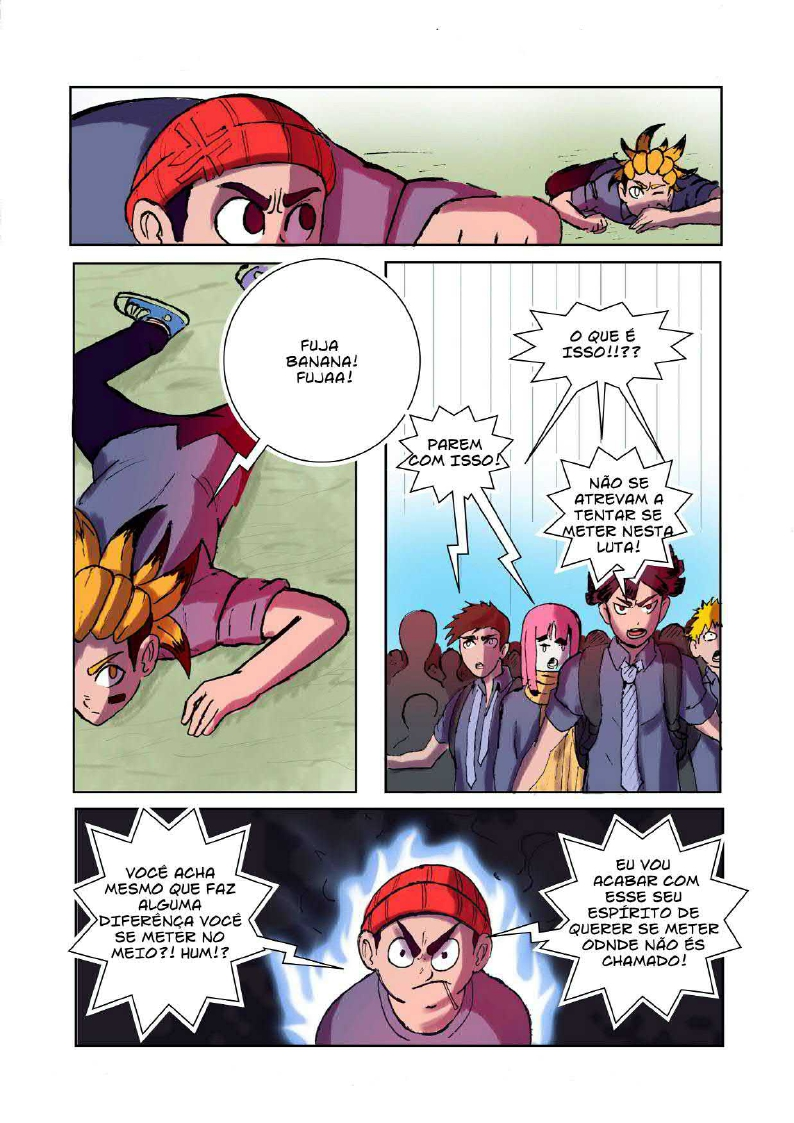 FUJA
BANANA!
FUJAA!
O QUE É
ISSO!!??
PAREM
COM ISSO!
NÃO SE
ATREVAM A
TENTAR SE
METER NESTA
LUTA!
VOCÊ ACHA
MESMO QUE FAZ
ALGUMA
DIFERÊNÇA VOCÊ
SE METER NO
MEIO?! HUM!?
EU VOU
ACABAR COM
ESSE SEU
ESPÍRITO DE
QUERER SE METER
ODNDE NÃO ÉS
CHAMADO!